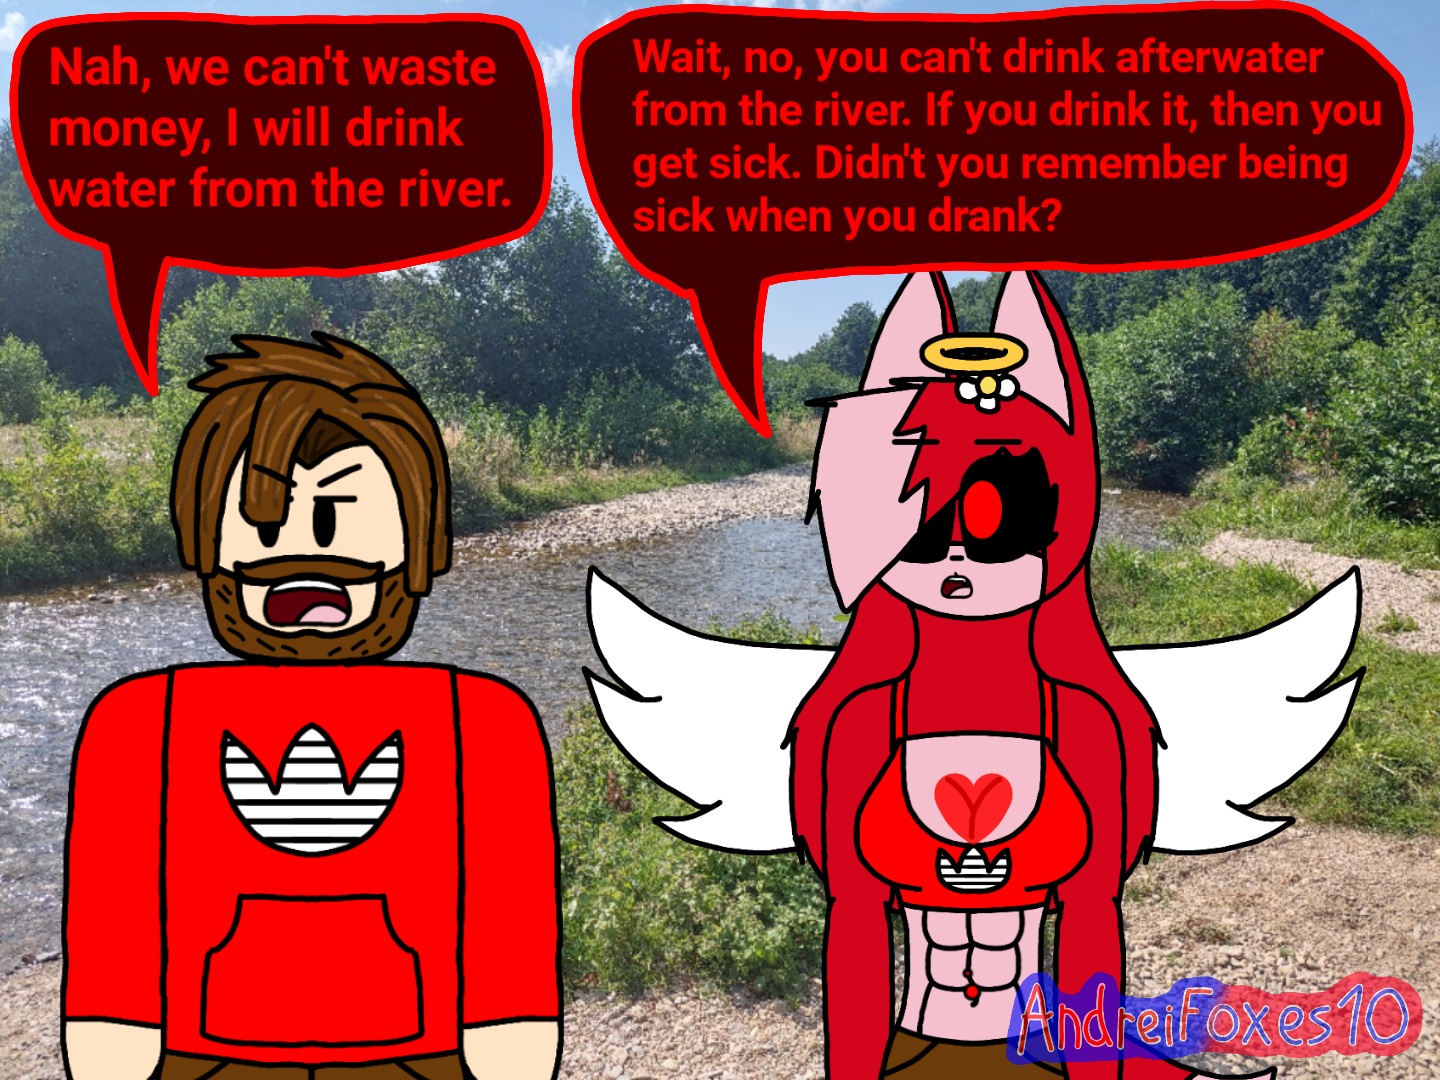 Nah, we can't waste
money, I will drink
water from the river.
Wait, no, you can't drink afterwater
from the river. If you drink it, then you
get sick. Didn't you remember being
sick when you drank?
AndreiFoxes10